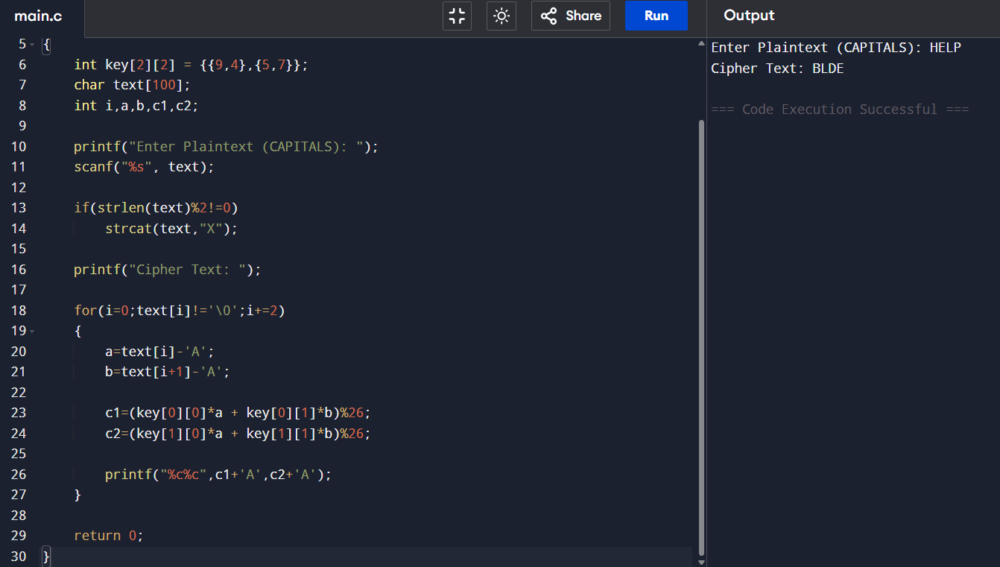 main.c
Share
Run
Output
5 {
6 int key[2][2] = {{9,4},{5,7}};
7 char text[100];
8 int i,a,b,c1,c2;
9
10 printf("Enter Plaintext (CAPITALS): ");
11 scanf("%s", text);
12
13 if(strlen(text)%2!=0)
14 strcat(text,"X");
15
16 printf("Cipher Text: ");
17
18 for(i=0;text[i]!='\0';i+=2)
19 {
20 a=text[i]-'A';
21 b=text[i+1]-'A';
22
23 c1=(key[0][0]*a + key[0][1]*b)%26;
24 c2=(key[1][0]*a + key[1][1]*b)%26;
25
26 printf("%c%c",c1+'A',c2+'A');
27 }
28
29 return 0;
30 }
Enter Plaintext (CAPITALS): HELP
Cipher Text: BLDE
=== Code Execution Successful ===